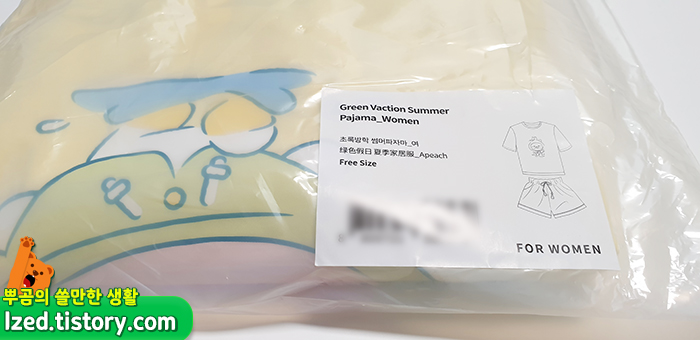 Green Vaction Summer
Pajama_Women
초록방학 썸머파자마_여
绿色假日 夏季家居服_Apeach
Free Size
FOR WOMEN
뿌곰의 쓸만한 생활
lzed.tistory.com